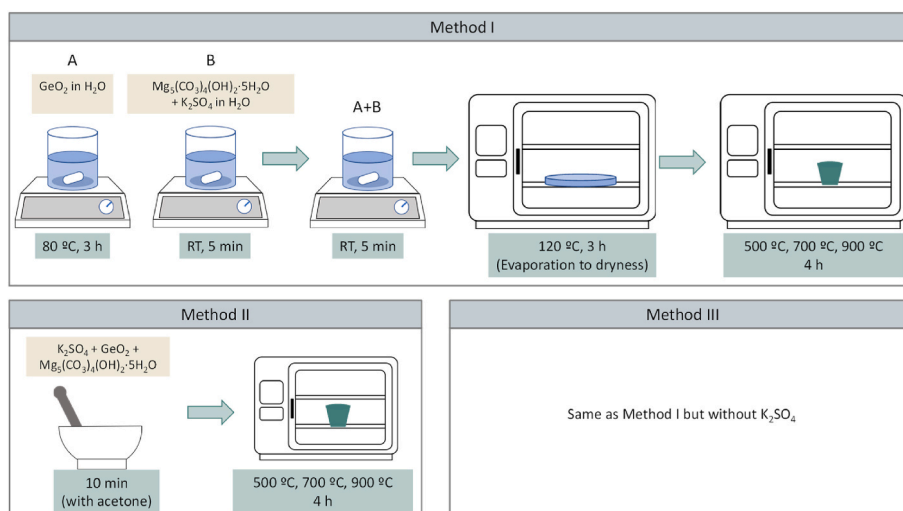 Method I
A
GeO₂ in H₂O
B
Mg₅(CO₃)₄(OH)₂·5H₂O
+ K₂SO₄ in H₂O
A+B
80 ºC, 3 h
RT, 5 min
RT, 5 min
120 ºC, 3 h
(Evaporation to dryness)
500 ºC, 700 ºC, 900 ºC
4 h
Method II
K₂SO₄ + GeO₂ +
Mg₅(CO₃)₄(OH)₂·5H₂O
10 min
(with acetone)
500 ºC, 700 ºC, 900 ºC
4 h
Method III
Same as Method I but without K₂SO₄